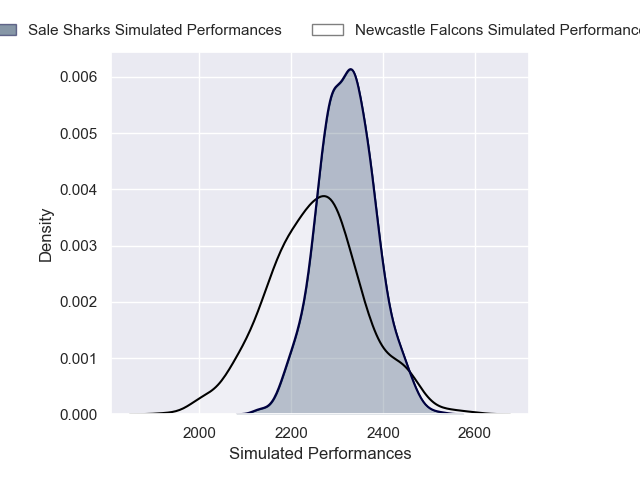 Sale Sharks Simulated Performances
Newcastle Falcons Simulated Performance
0.006
0.005
0.004
0.003
0.002
0.001
0.000
Density
2000 2200 2400 2600
Simulated Performances